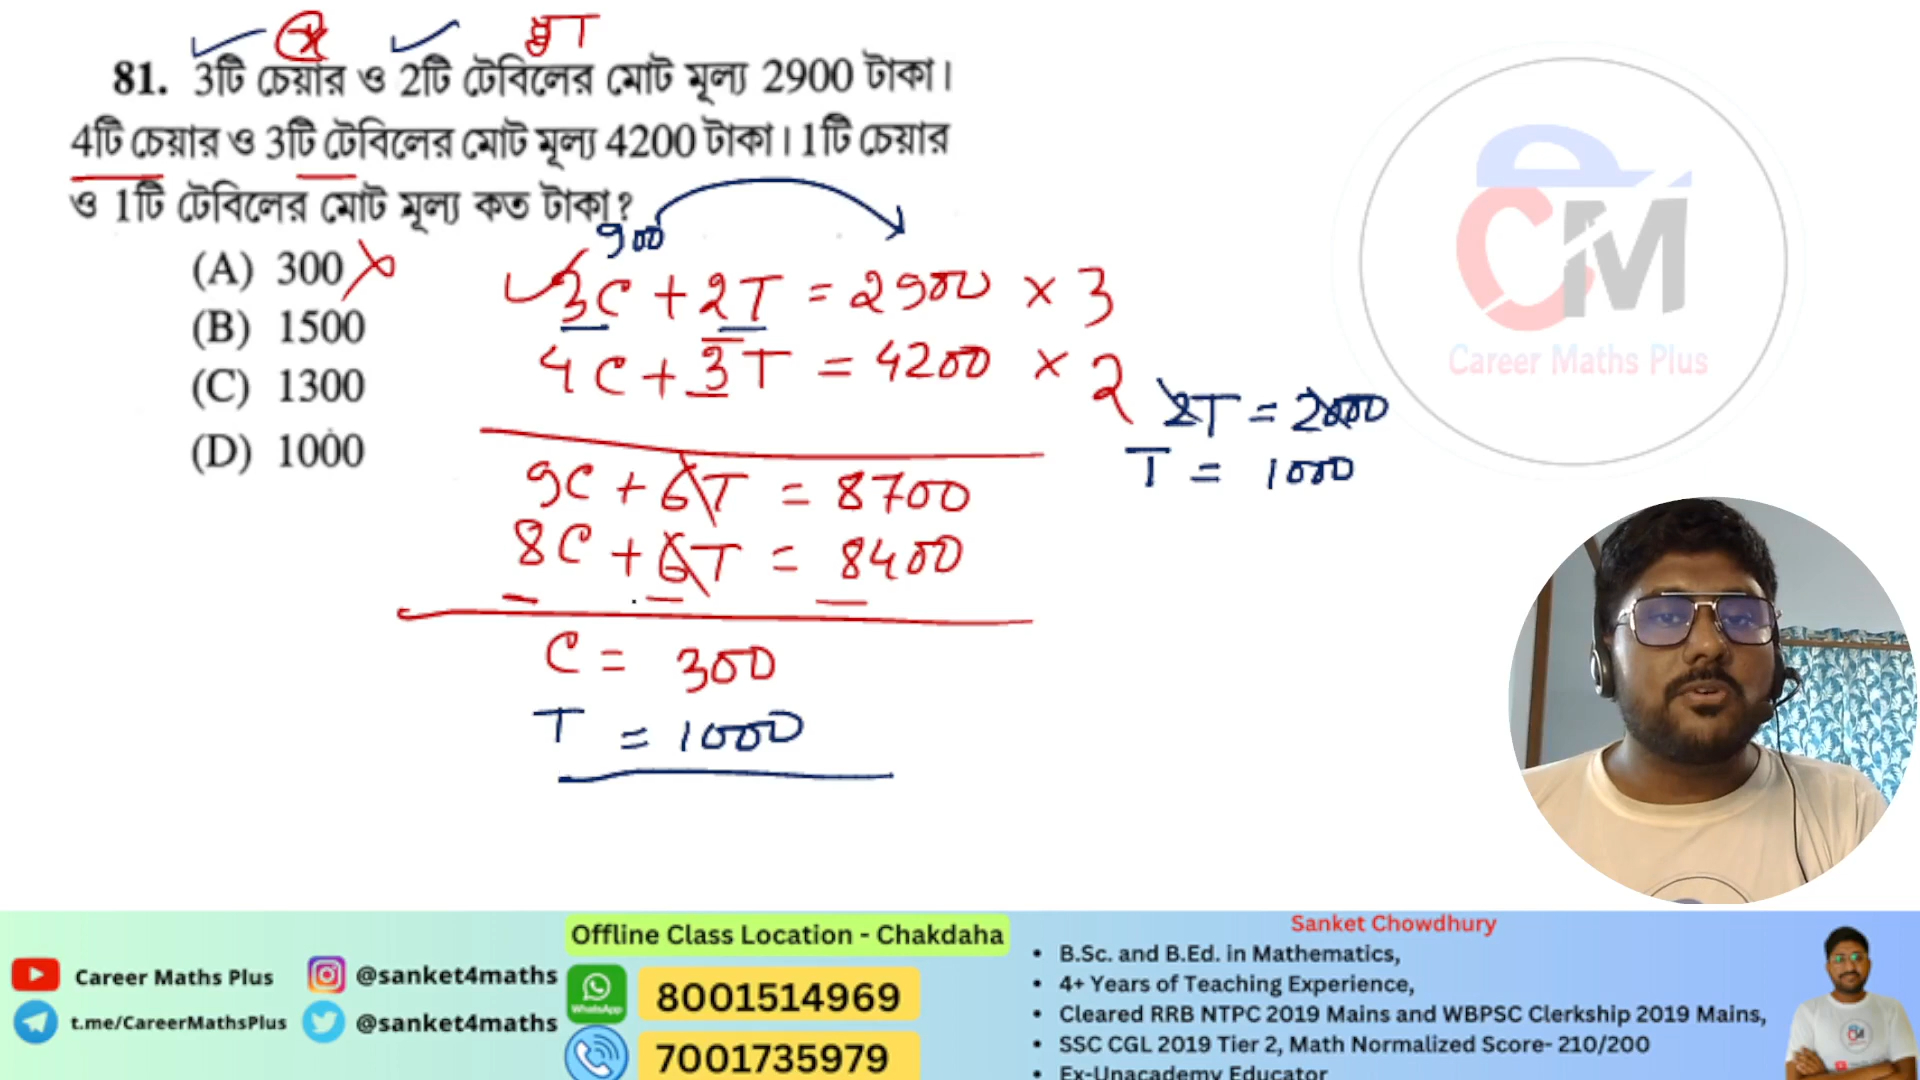 T
81. 3টি চেয়ার ও 2টি টেবিলের মোট মূল্য 2900 টাকা।
4টি চেয়ার ও 3টি টেবিলের মোট মূল্য 4200 টাকা। 1টি চেয়ার
ও 1টি টেবিলের মোট মূল্য কত টাকা?
(A) 300
(B) 1500
(C) 1300
(D) 1000
900
3C + 2T = 2900 × 3
4C + 3T = 4200 × 2
9C + 6T = 8700
8C + 6T = 8400
C = 300
T = 1000
2T = 2000
T = 1000
CM
Career Maths Plus
Career Maths Plus
@sanket4maths
t.me/CareerMathsPlus
@sanket4maths
Offline Class Location - Chakdaha
WhatsApp
8001514969
7001735979
Sanket Chowdhury
• B.Sc. and B.Ed. in Mathematics,
• 4+ Years of Teaching Experience,
• Cleared RRB NTPC 2019 Mains and WBPSC Clerkship 2019 Mains,
• SSC CGL 2019 Tier 2, Math Normalized Score- 210/200
• Ex-Unacademy Educator